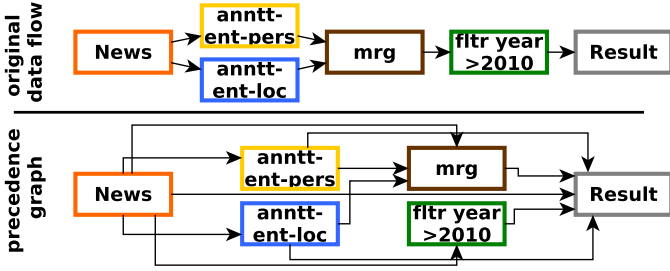 original
data flow
News
anntt-
ent-pers
anntt-
ent-loc
mrg
fltr year
>2010
Result
precedence
graph
News
anntt-
ent-pers
anntt-
ent-loc
mrg
fltr year
>2010
Result